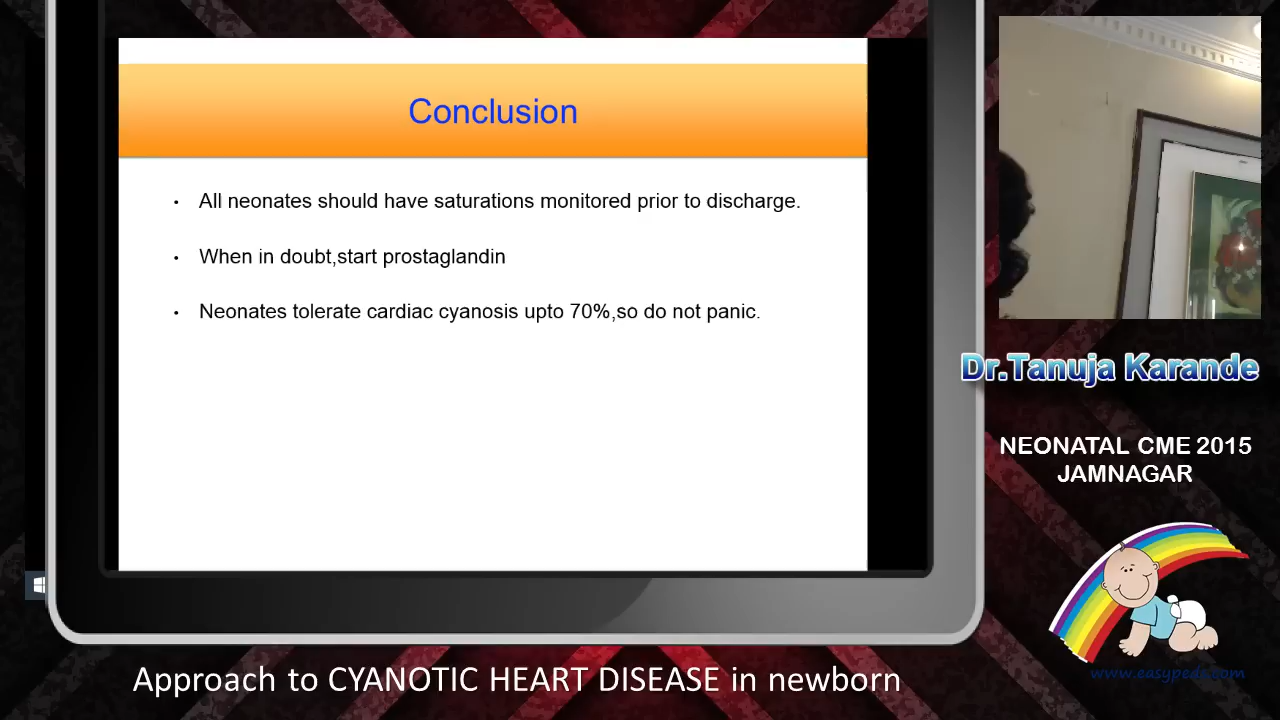 Conclusion
• All neonates should have saturations monitored prior to discharge.
• When in doubt,start prostaglandin
• Neonates tolerate cardiac cyanosis upto 70%,so do not panic.
Dr.Tanuja Karande
NEONATAL CME 2015
JAMNAGAR
www.easypeds.com
Approach to CYANOTIC HEART DISEASE in newborn